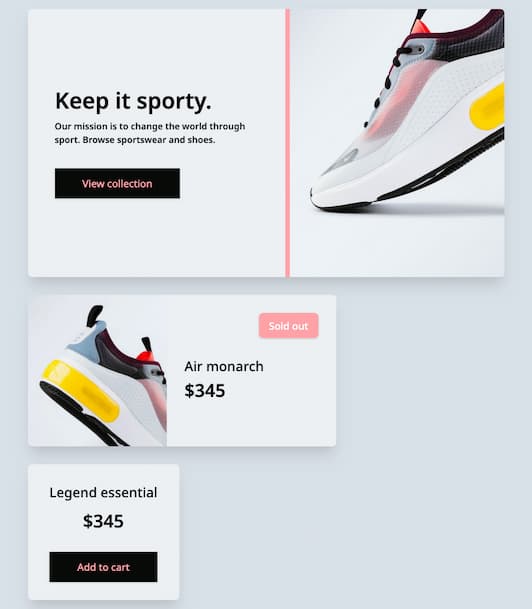 Keep it sporty.
Our mission is to change the world through
sport. Browse sportswear and shoes.
View collection
Sold out
Air monarch
$345
Legend essential
$345
Add to cart